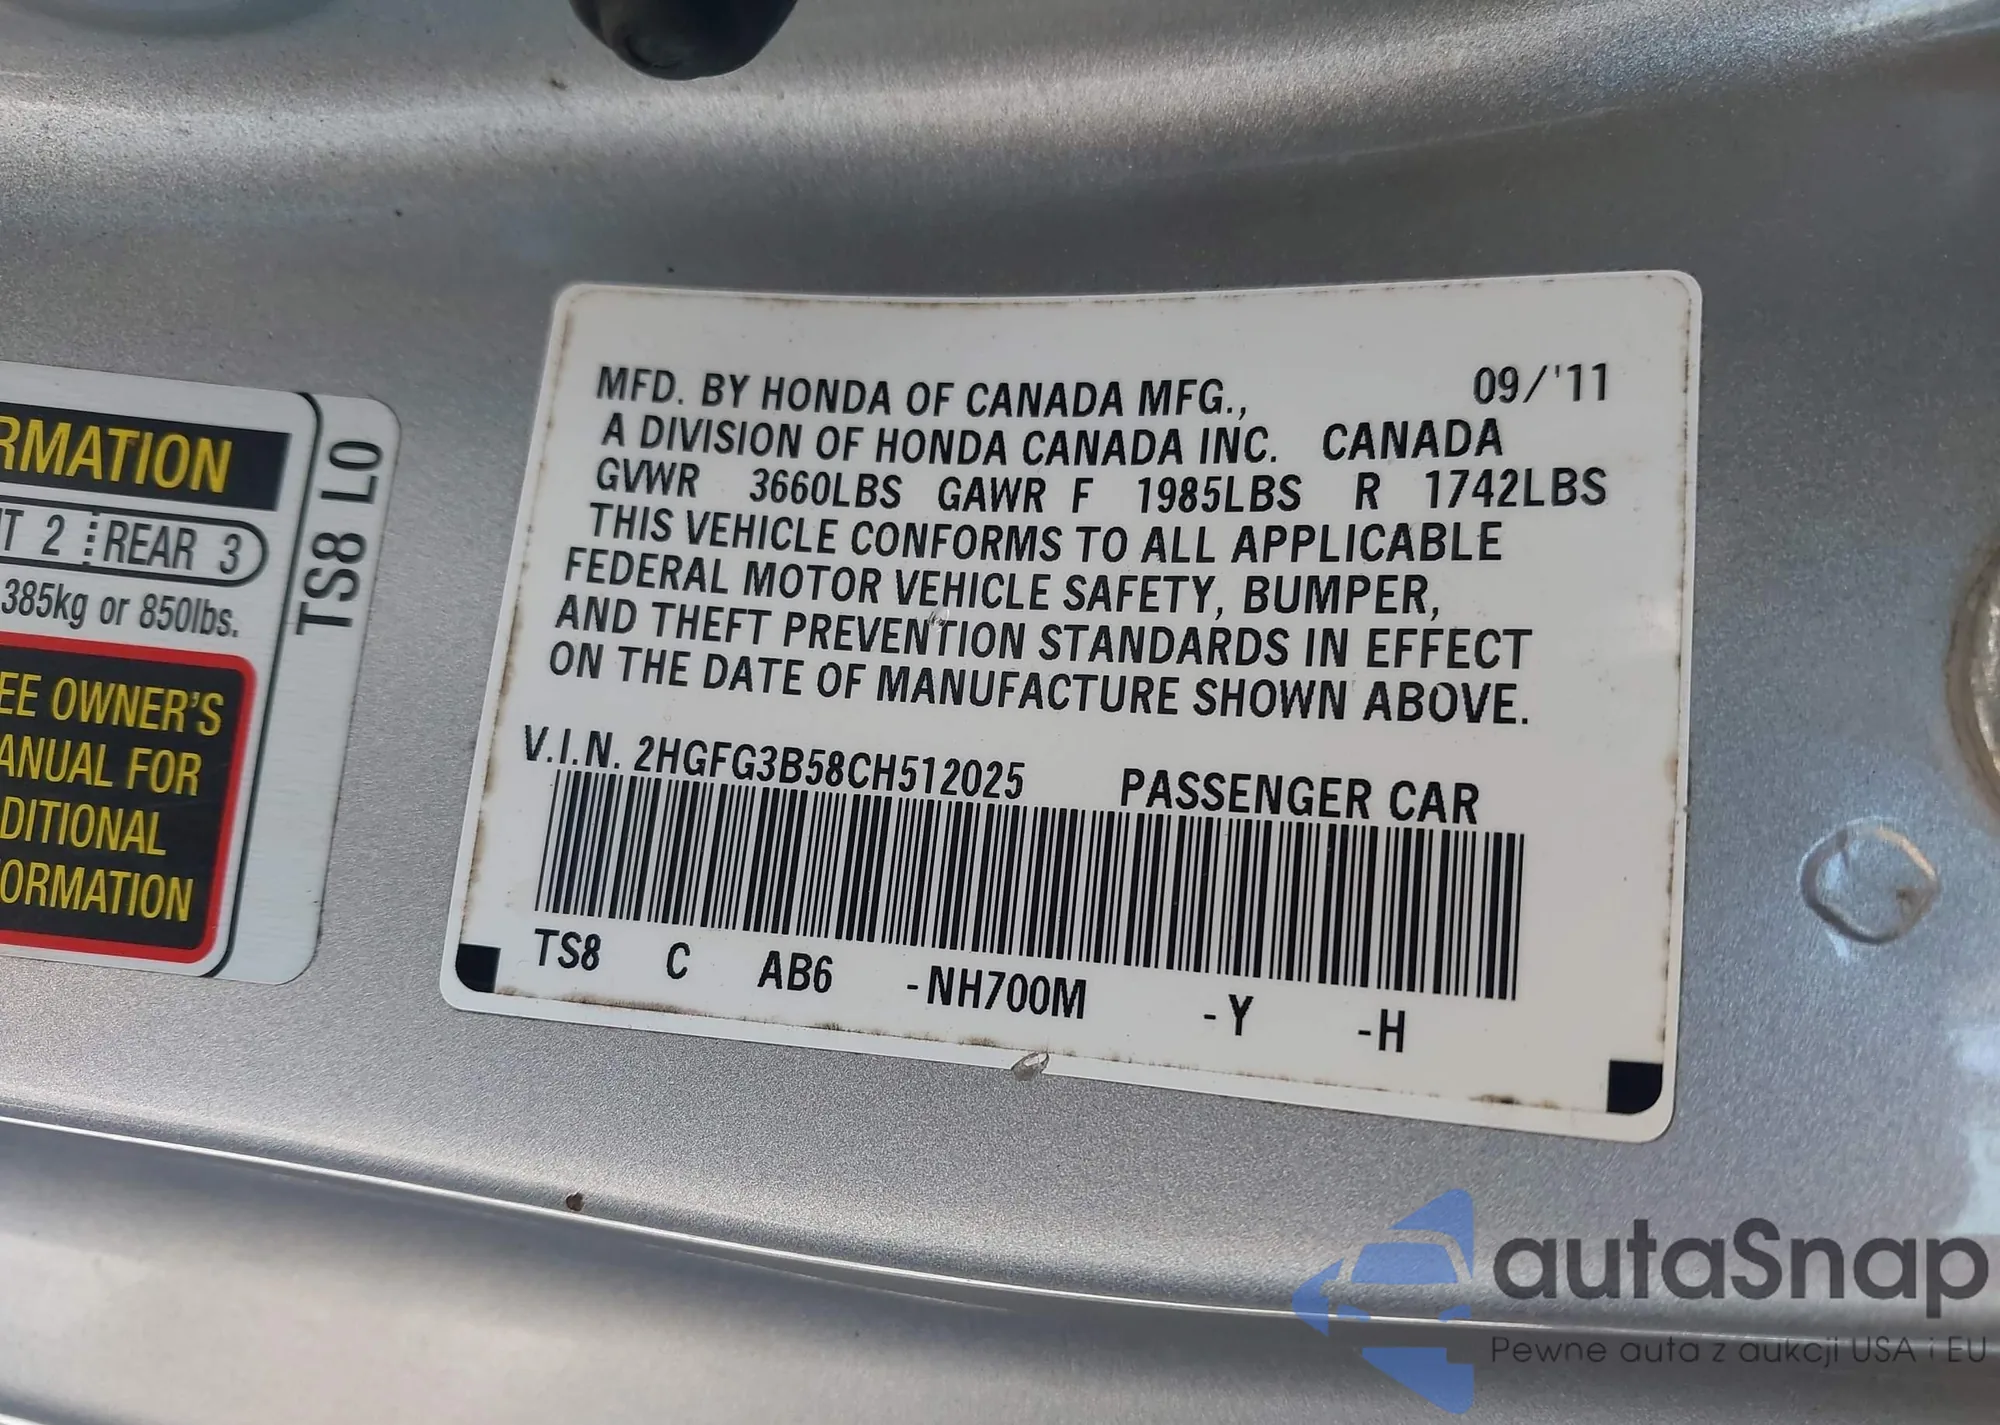 RMATION
T 2 REAR 3
385kg or 850lbs.
EE OWNER'S
ANUAL FOR
DITIONAL
ORMATION
TS8 L0
MFD. BY HONDA OF CANADA MFG., 09/'11
A DIVISION OF HONDA CANADA INC. CANADA
GVWR 3660LBS GAWR F 1985LBS R 1742LBS
THIS VEHICLE CONFORMS TO ALL APPLICABLE
FEDERAL MOTOR VEHICLE SAFETY, BUMPER,
AND THEFT PREVENTION STANDARDS IN EFFECT
ON THE DATE OF MANUFACTURE SHOWN ABOVE.
V.I.N. 2HGFG3B58CH512025 PASSENGER CAR
TS8 C AB6 -NH700M -Y -H
autaSnap
Pewne auta z aukcji USA i EU